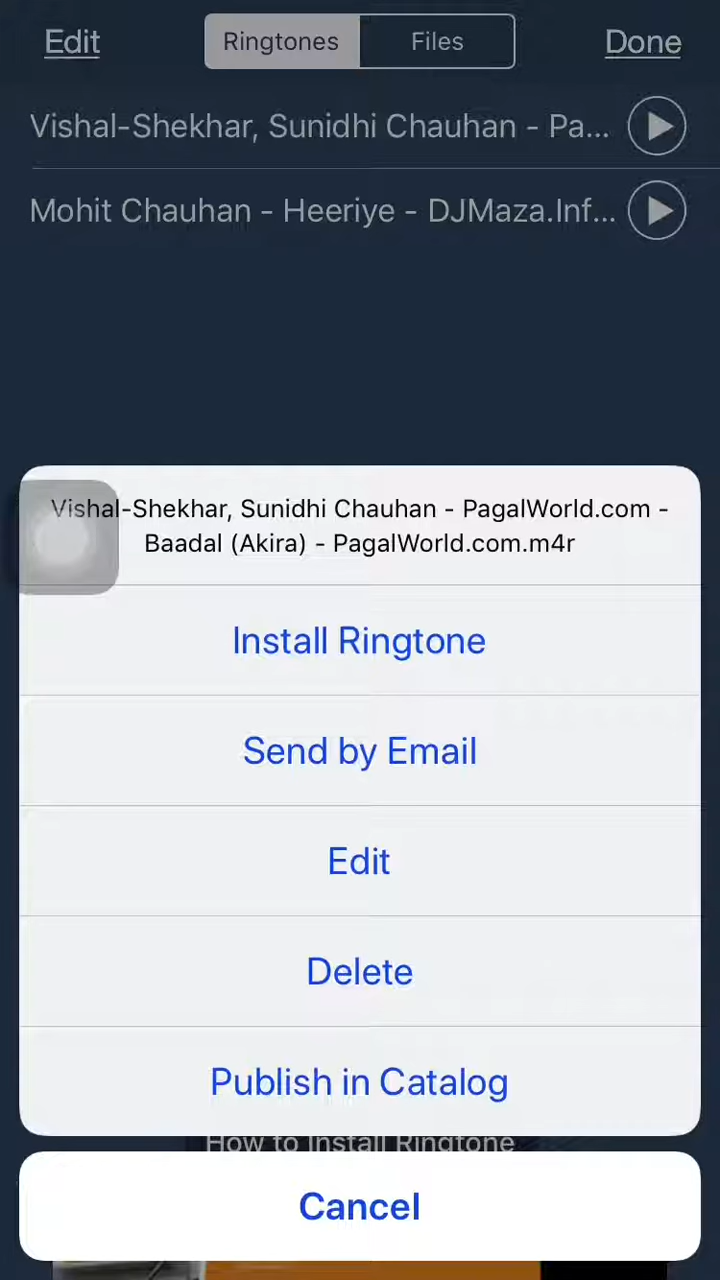 Edit
Ringtones
Files
Done
Vishal-Shekhar, Sunidhi Chauhan - Pa...
Mohit Chauhan - Heeriye - DJMaza.Inf...
Vishal-Shekhar, Sunidhi Chauhan - PagalWorld.com -
Baadal (Akira) - PagalWorld.com.m4r
Install Ringtone
Send by Email
Edit
Delete
Publish in Catalog
How to Install Ringtone
Cancel